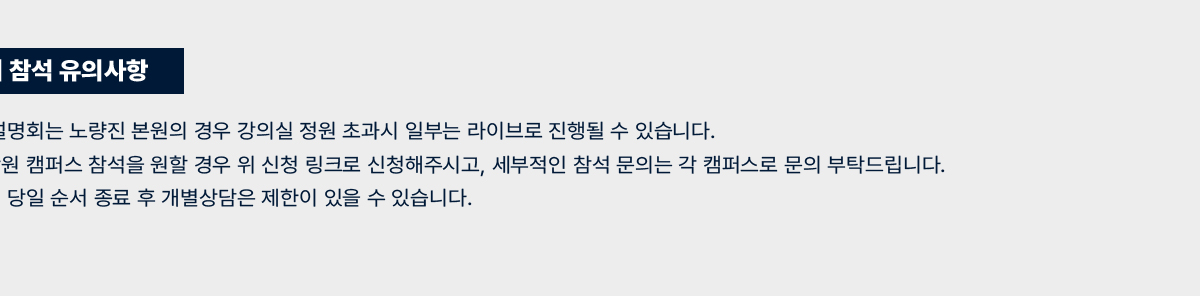 참석 유의사항
설명회는 노량진 본원의 경우 강의실 정원 초과시 일부는 라이브로 진행될 수 있습니다.
캠퍼스 참석을 원할 경우 위 신청 링크로 신청해주시고, 세부적인 참석 문의는 각 캠퍼스로 문의 부탁드립니다.
당일 순서 종료 후 개별상담은 제한이 있을 수 있습니다.